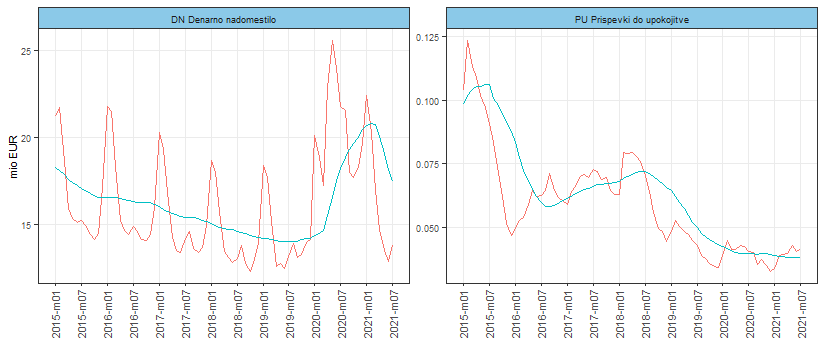 DN Denarno nadomestilo
PU Prispevki do upokojitve
mio EUR
25
20
15
0.125
0.100
0.075
0.050
2015-m01
2015-m07
2016-m01
2016-m07
2017-m01
2017-m07
2018-m01
2018-m07
2019-m01
2019-m07
2020-m01
2020-m07
2021-m01
2021-m07
2015-m01
2015-m07
2016-m01
2016-m07
2017-m01
2017-m07
2018-m01
2018-m07
2019-m01
2019-m07
2020-m01
2020-m07
2021-m01
2021-m07